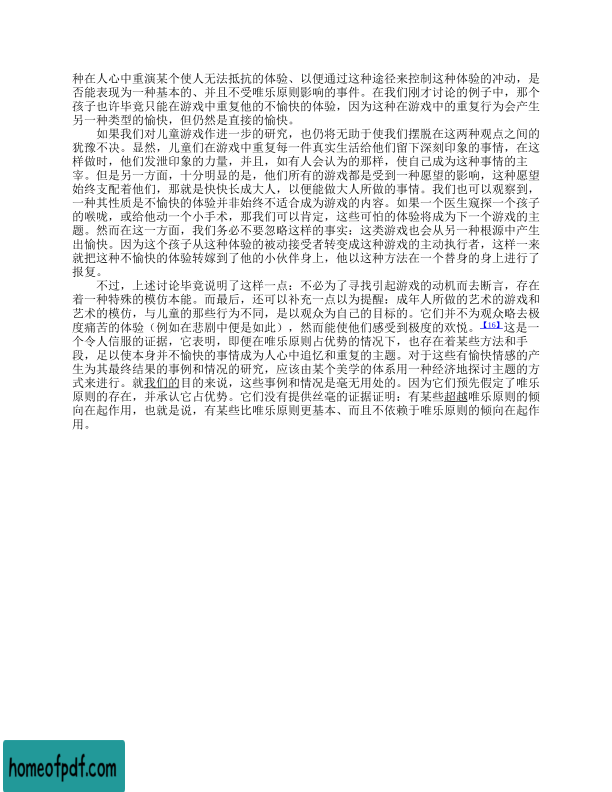 种在人心中重演某个使人无法抵抗的体验、以便通过这种途径来控制这种体验的冲动，是
否能表现为一种基本的、并且不受唯乐原则影响的事件。在我们刚才讨论的例子中，那个
孩子也许毕竟只能在游戏中重复他的不愉快的体验，因为这种在游戏中的重复行为会产生
另一种类型的愉快，但仍然是直接的愉快。
如果我们对儿童游戏作进一步的研究，也仍将无助于使我们摆脱在这两种观点之间的
犹豫不决。显然，儿童们在游戏中重复每一件真实生活给他们留下深刻印象的事情，在这
样做时，他们发泄印象的力量，并且，如有人会认为的那样，使自己成为这种事情的主
宰。但是另一方面，十分明显的是，他们所有的游戏都是受到一种愿望的影响，这种愿望
始终支配着他们，那就是快快长成大人，以便能做大人所做的事情。我们也可以观察到，
一种其性质是不愉快的体验并非始终不适合成为游戏的内容。如果一个医生窥探一个孩子
的喉咙，或给他动一个小手术，那我们可以肯定，这些可怕的体验将成为下一个游戏的主
题。然而在这一方面，我们务必不要忽略这样的事实：这类游戏也会从另一种根源中产生
出愉快。因为这个孩子从这种体验的被动接受者转变成这种游戏的主动执行者，这样一来
就把这种不愉快的体验转嫁到了他的小伙伴身上，他以这种方法在一个替身的身上进行了
报复。
不过，上述讨论毕竟说明了这样一点：不必为了寻找引起游戏的动机而去断言，存在
着一种特殊的模仿本能。而最后，还可以补充一点以为提醒：成年人所做的艺术的游戏和
艺术的模仿，与儿童的那些行为不同，是以观众为自己的目标的。它们并不为观众略去极
度痛苦的体验（例如在悲剧中便是如此），然而能使他们感受到极度的欢悦。【16】这是一
个令人信服的证据，它表明，即便在唯乐原则占优势的情况下，也存在着某些方法和手
段，足以使本身并不愉快的事情成为人心中追忆和重复的主题。对于这些有愉快情感的产
生为其最终结果的事例和情况的研究，应该由某个美学的体系用一种经济地探讨主题的方
式来进行。就我们的目的来说，这些事例和情况是毫无用处的。因为它们预先假定了唯乐
原则的存在，并承认它占优势。它们没有提供丝毫的证据证明：有某些超越唯乐原则的倾
向在起作用，也就是说，有某些比唯乐原则更基本、而且不依赖于唯乐原则的倾向在起作
用。
homeofpdf.com